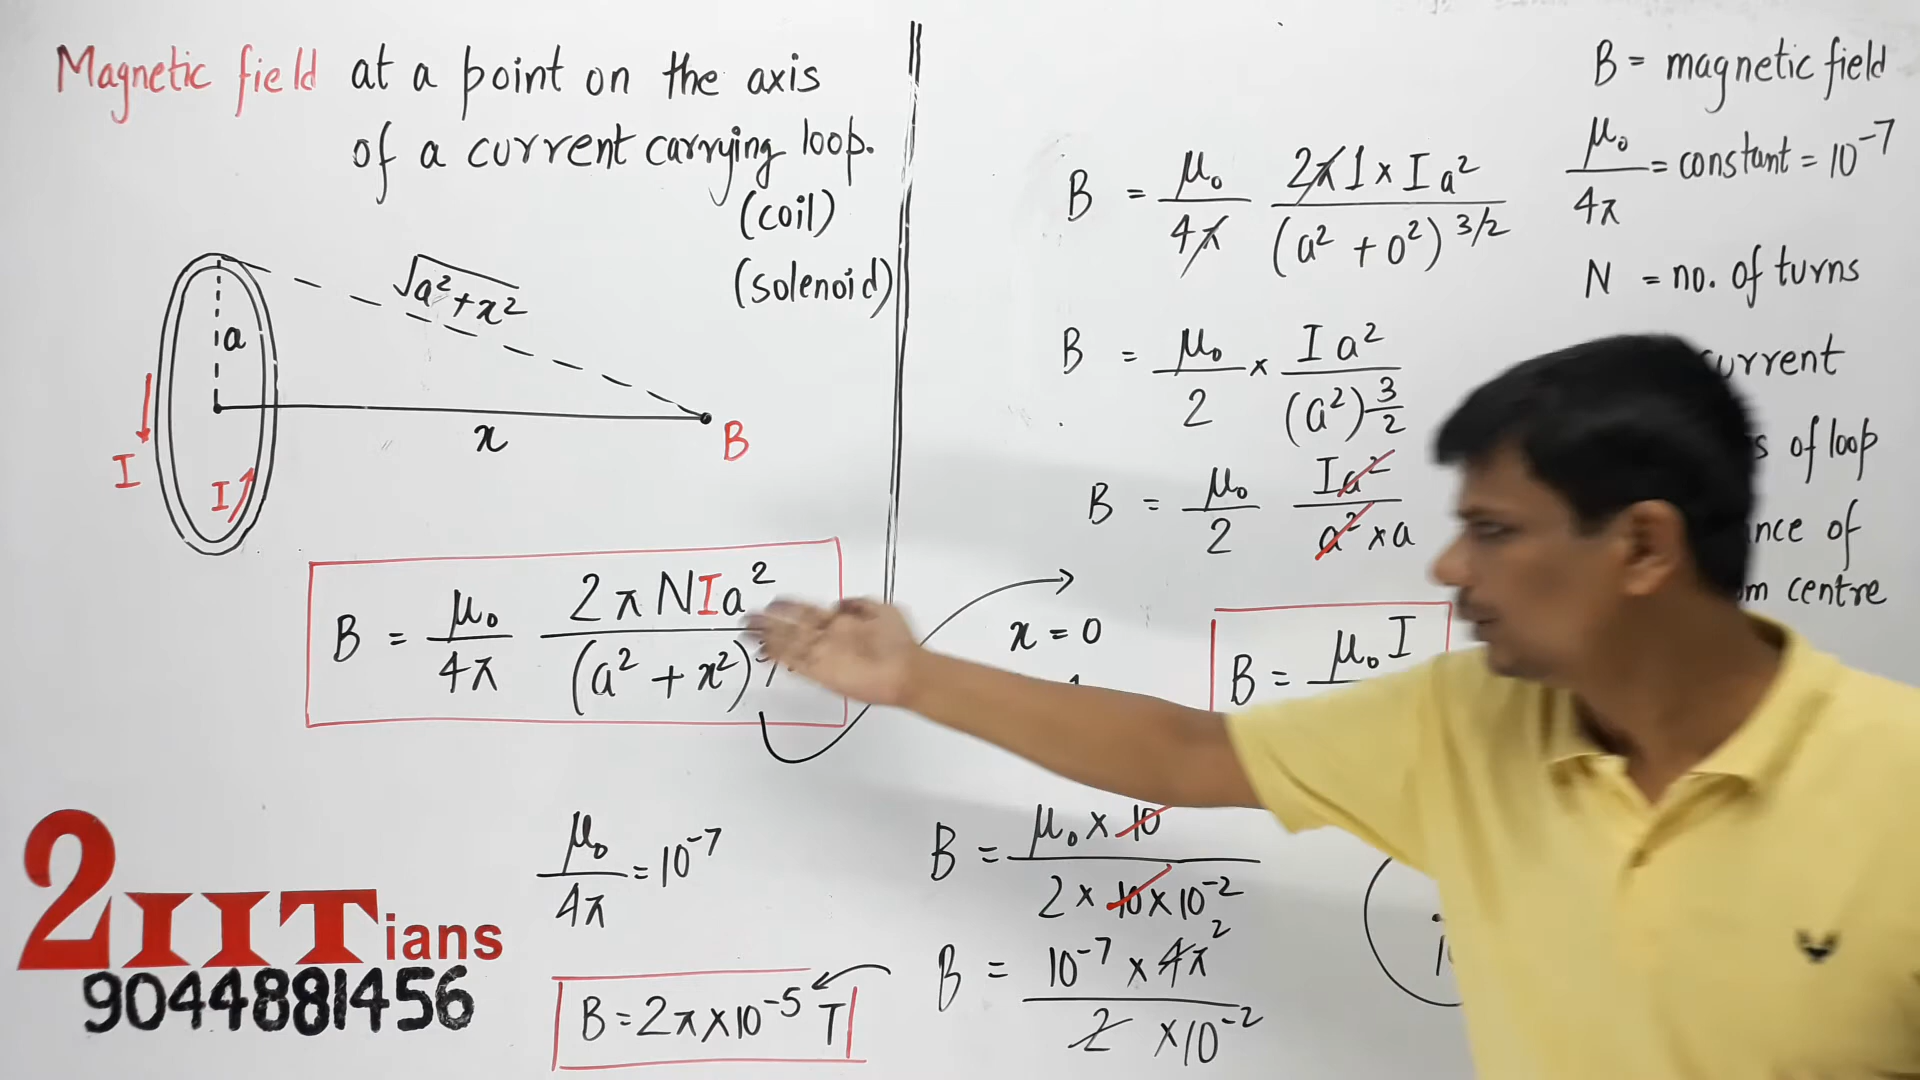 Magnetic field at a point on the axis
of a current carrying loop.
(coil)
(solenoid)
√a²+x²
a
x
B
I
I
B = μ₀/4π 2πNIa²/(a² + x²)
μ₀/4π = 10⁻⁷
B = 2π×10⁻⁵ T
2IITians
9044881456
B = μ₀/4π 2π1×Ia²/(a² + 0²)^3/2
B = μ₀/2 × Ia²/(a²)^3/2
B = μ₀/2 Ia²/a²×a
x = 0
B = μ₀I
B = μ₀×10/2×10×10⁻²
B = 10⁻⁷×4π/2×10⁻²
2
B = magnetic field
μ₀/4π = constant = 10⁻⁷
N = no. of turns
of loop
of
centre